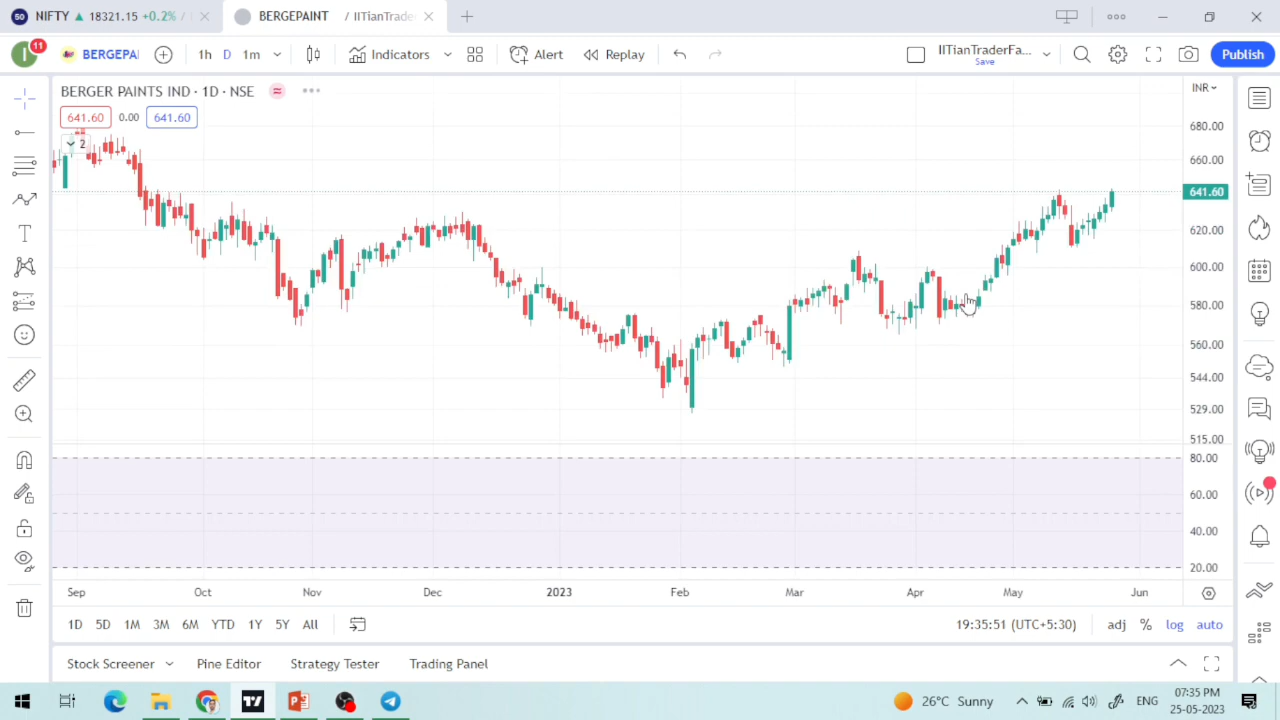 50 NIFTY ▲ 18321.15 +0.2% /
BERGEPAINT / IITianTrade
I 11 BERGEPAI 1h D 1m Indicators Alert Replay IITianTraderFa... Save Publish
BERGER PAINTS IND · 1D · NSE
INR
641.60 0.00 641.60
2
680.00
660.00
641.60
620.00
600.00
580.00
560.00
544.00
529.00
515.00
80.00
60.00
40.00
20.00
Sep Oct Nov Dec 2023 Feb Mar Apr May Jun
1D 5D 1M 3M 6M YTD 1Y 5Y All 19:35:51 (UTC+5:30) adj % log auto
Stock Screener Pine Editor Strategy Tester Trading Panel
26°C Sunny ENG 07:35 PM
25-05-2023